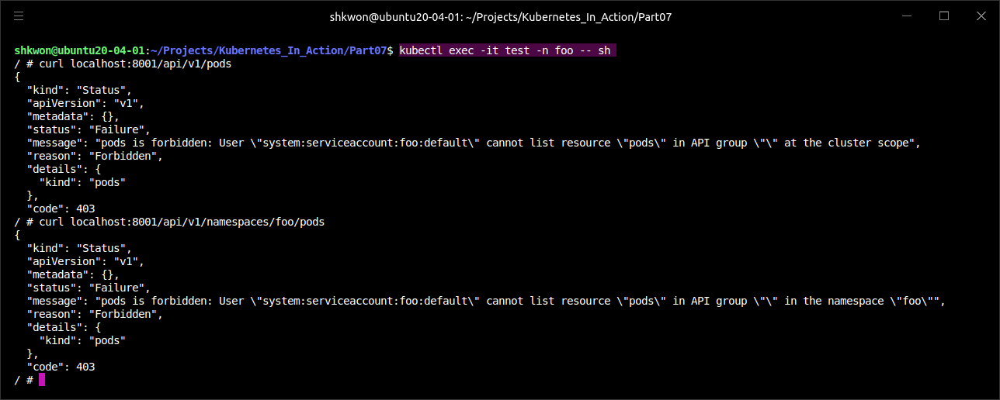 shkwon@ubuntu20-04-01: ~/Projects/Kubernetes_In_Action/Part07
shkwon@ubuntu20-04-01:~/Projects/Kubernetes_In_Action/Part07$ kubectl exec -it test -n foo -- sh
/ # curl localhost:8001/api/v1/pods
{
  "kind": "Status",
  "apiVersion": "v1",
  "metadata": {},
  "status": "Failure",
  "message": "pods is forbidden: User \"system:serviceaccount:foo:default\" cannot list resource \"pods\" in API group \"\" at the cluster scope",
  "reason": "Forbidden",
  "details": {
    "kind": "pods"
  },
  "code": 403
/ # curl localhost:8001/api/v1/namespaces/foo/pods
{
  "kind": "Status",
  "apiVersion": "v1",
  "metadata": {},
  "status": "Failure",
  "message": "pods is forbidden: User \"system:serviceaccount:foo:default\" cannot list resource \"pods\" in API group \"\" in the namespace \"foo\"",
  "reason": "Forbidden",
  "details": {
    "kind": "pods"
  },
  "code": 403
/ #